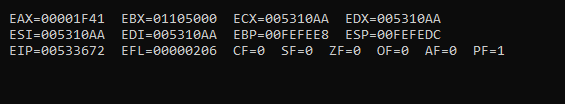 EAX=00001F41  EBX=01105000  ECX=005310AA  EDX=005310AA
ESI=005310AA  EDI=005310AA  EBP=00FEFEE8  ESP=00FEFEDC
EIP=00533672  EFL=00000206  CF=0  SF=0  ZF=0  OF=0  AF=0  PF=1